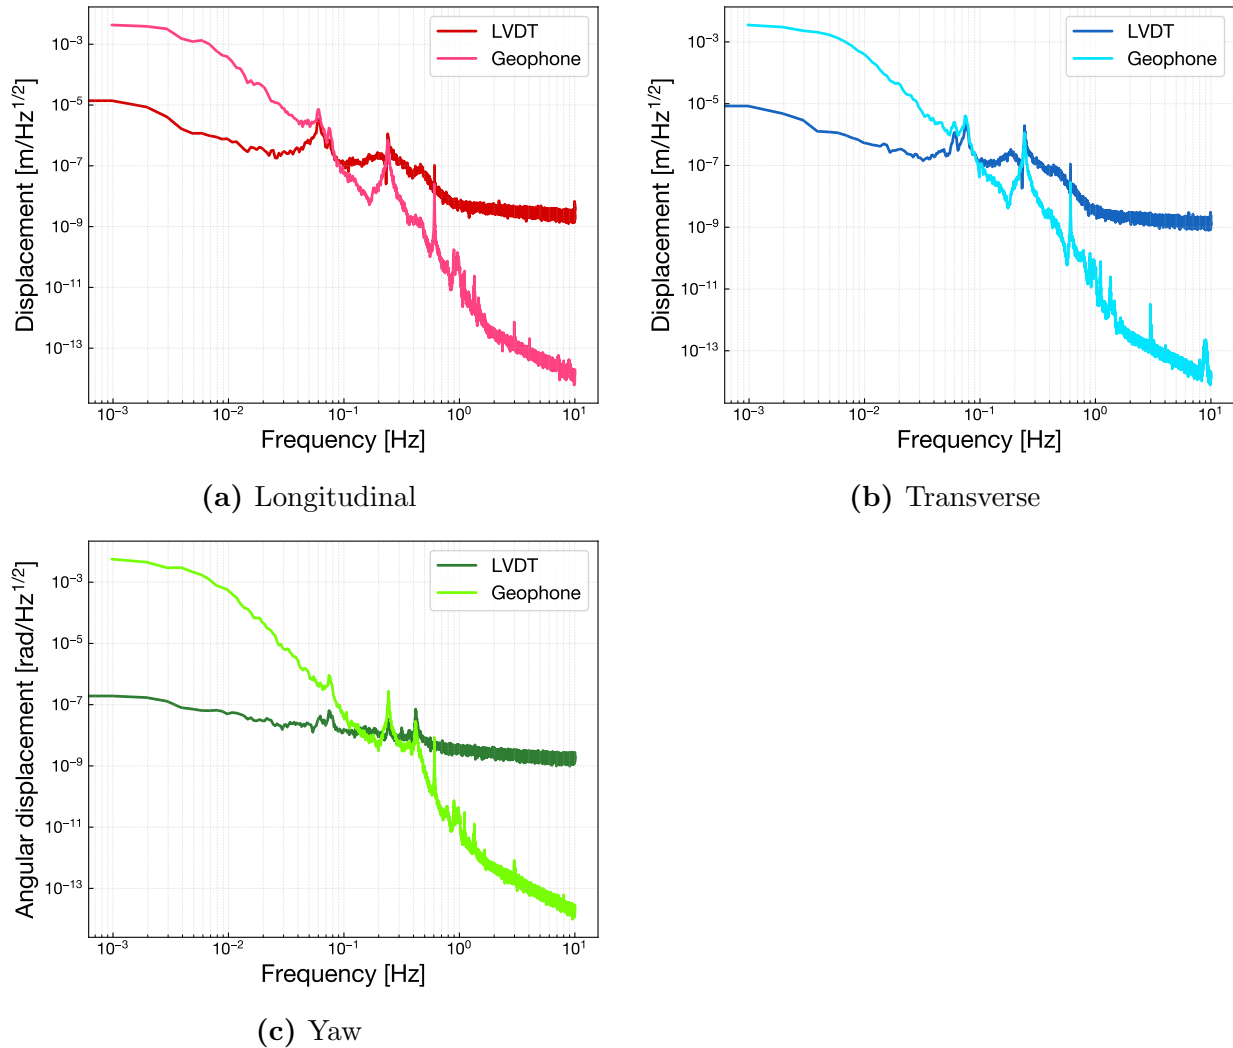 LVDT
Geophone
Displacement [m/Hz^1/2]
10^−3
10^−5
10^−7
10^−9
10^−11
10^−13
10^−3 10^−2 10^−1 10^0 10^1
Frequency [Hz]
(a) Longitudinal
LVDT
Geophone
Displacement [m/Hz^1/2]
10^−3
10^−5
10^−7
10^−9
10^−11
10^−13
10^−3 10^−2 10^−1 10^0 10^1
Frequency [Hz]
(b) Transverse
LVDT
Geophone
Angular displacement [rad/Hz^1/2]
10^−3
10^−5
10^−7
10^−9
10^−11
10^−13
10^−3 10^−2 10^−1 10^0 10^1
Frequency [Hz]
(c) Yaw